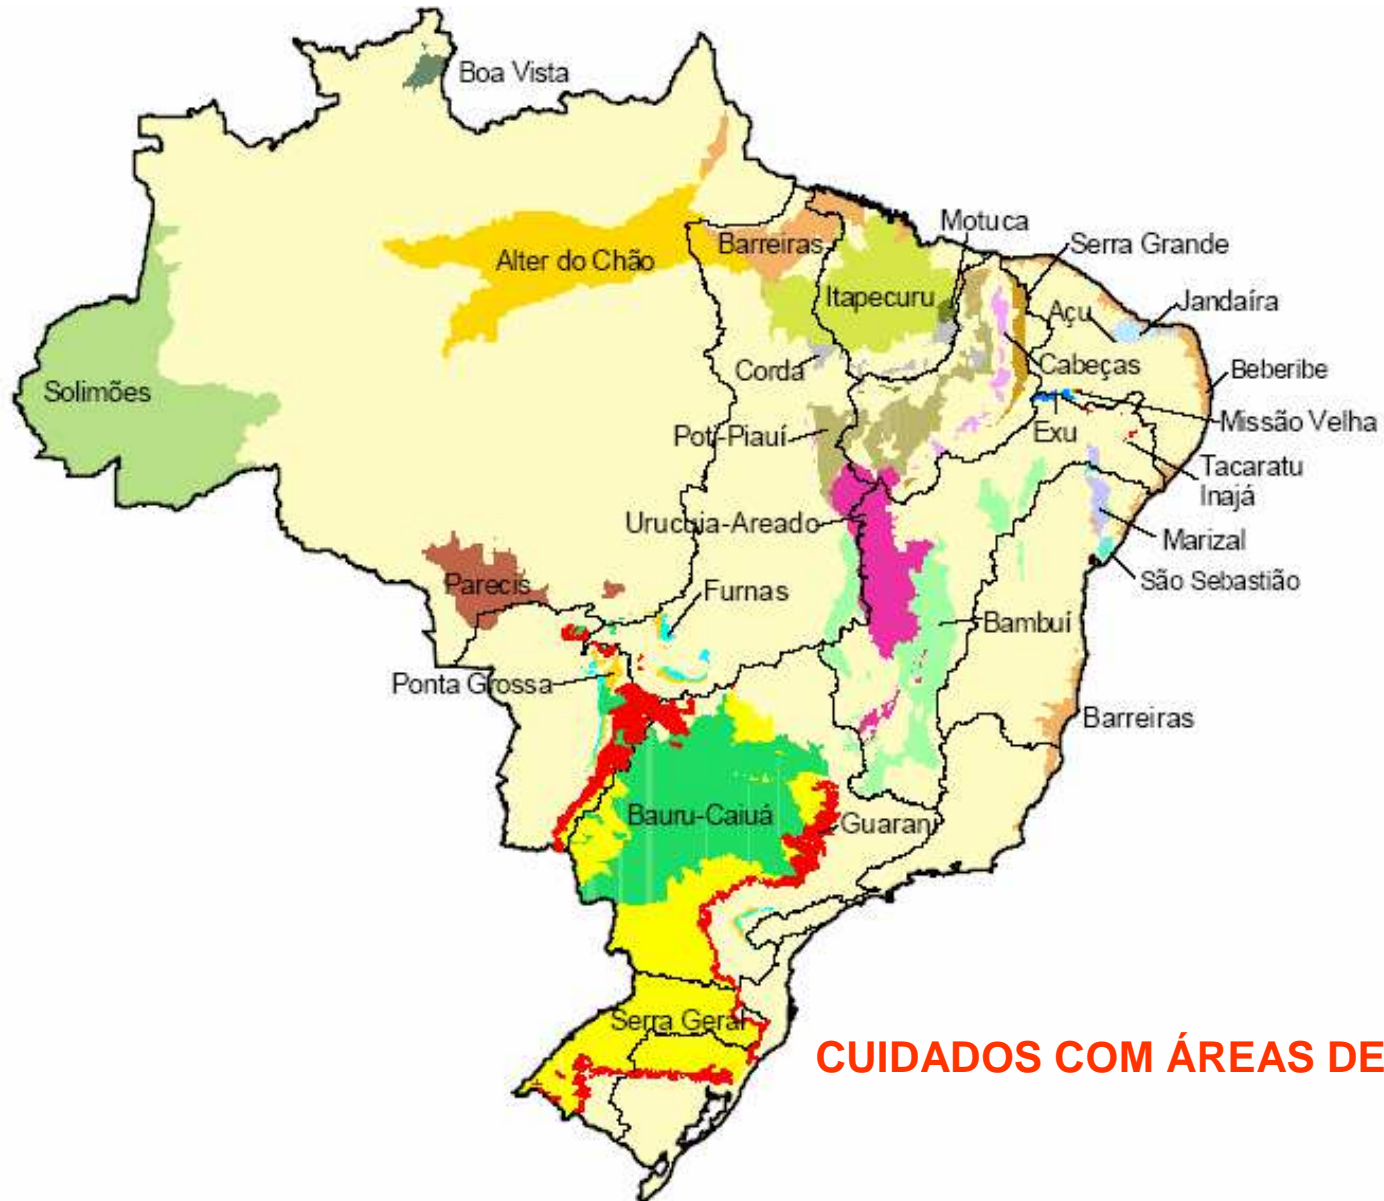 Boa Vista
Motuca
Barreiras
Serra Grande
Alter do Chão
Itapecuru
Açu
Jandaíra
Corda
Cabeças
Beberibe
Solimões
Missão Velha
Poti-Piauí
Exu
Tacaratu
Inajá
Urucuia-Areado
Marizal
Parecis
Furnas
São Sebastião
Bambuí
Ponta Grossa
Barreiras
Bauru-Caiuá
Guarani
Serra Geral
CUIDADOS COM ÁREAS DE